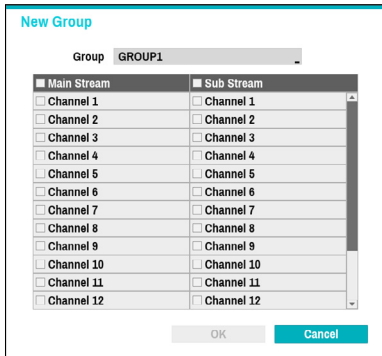 New Group
Group GROUP1
Main Stream Sub Stream
Channel 1 Channel 1
Channel 2 Channel 2
Channel 3 Channel 3
Channel 4 Channel 4
Channel 5 Channel 5
Channel 6 Channel 6
Channel 7 Channel 7
Channel 8 Channel 8
Channel 9 Channel 9
Channel 10 Channel 10
Channel 11 Channel 11
Channel 12 Channel 12
OK Cancel